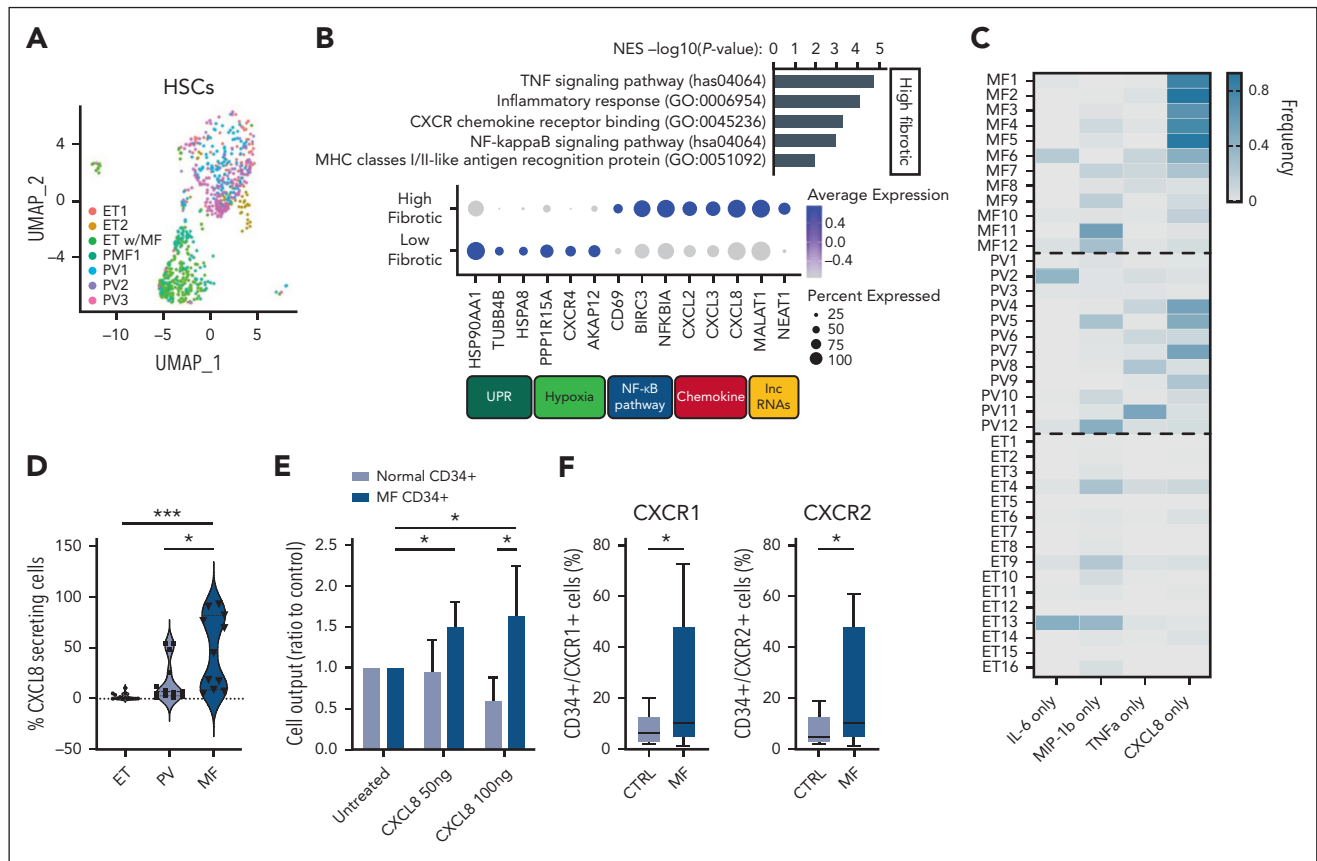 A
HSCs
UMAP_2
4
0
−4
ET1
ET2
ET w/MF
PMF1
PV1
PV2
PV3
−10
−5
0
5
UMAP_1
B
NES −log10(P-value): 0 1 2 3 4 5
TNF signaling pathway (has04064)
Inflammatory response (GO:0006954)
CXCR chemokine receptor binding (GO:0045236)
NF-kappaB signaling pathway (hsa04064)
MHC classes I/II-like antigen recognition protein (GO:0051092)
High
fibrotic
High
Fibrotic
Low
Fibrotic
HSP90AA1
TUBB4B
HSPA8
PPP1R15A
CXCR4
AKAP12
CD69
BIRC3
NFKBIA
CXCL2
CXCL3
CXCL8
MALAT1
NEAT1
UPR
Hypoxia
NF-κB
pathway
Chemokine
lnc
RNAs
Average Expression
0.4
0.0
−0.4
Percent Expressed
25
50
75
100
C
MF1
MF2
MF3
MF4
MF5
MF6
MF7
MF8
MF9
MF10
MF11
MF12
PV1
PV2
PV3
PV4
PV5
PV6
PV7
PV8
PV9
PV10
PV11
PV12
ET1
ET2
ET3
ET4
ET5
ET6
ET7
ET8
ET9
ET10
ET11
ET12
ET13
ET14
ET15
ET16
IL-6 only
MIP-1b only
TNFa only
CXCL8 only
0.8
0.4
0
Frequency
D
% CXCL8 secreting cells
150
100
50
0
−50
***
*
ET
PV
MF
E
Normal CD34+
MF CD34+
Cell output (ratio to control)
2.5
2.0
1.5
1.0
0.5
0.0
*
*
*
Untreated
CXCL8 50ng
CXCL8 100ng
F
CXCR1
CD34+/CXCR1+ cells (%)
80
60
40
20
0
*
CTRL
MF
CXCR2
CD34+/CXCR2+ cells (%)
80
60
40
20
0
*
CTRL
MF